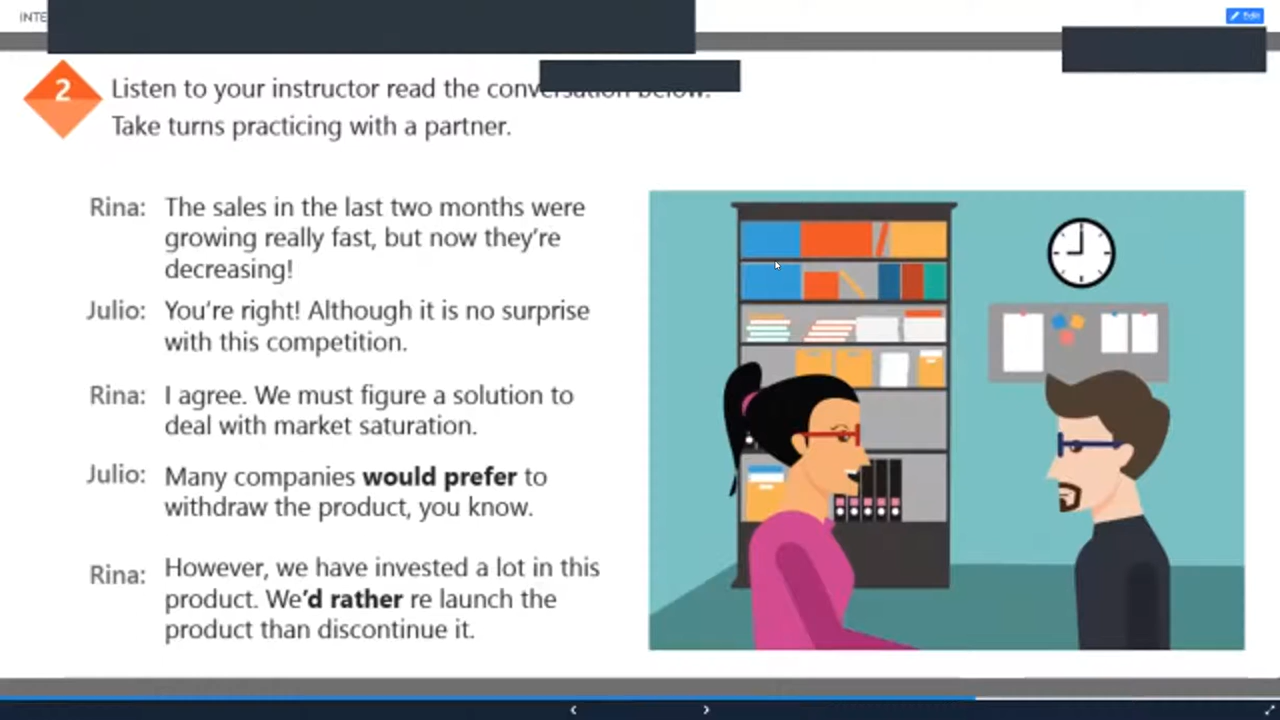 INTE
Edit
2
Listen to your instructor read the conversation below.
Take turns practicing with a partner.
Rina: The sales in the last two months were
growing really fast, but now they're
decreasing!
Julio: You're right! Although it is no surprise
with this competition.
Rina: I agree. We must figure a solution to
deal with market saturation.
Julio: Many companies would prefer to
withdraw the product, you know.
Rina: However, we have invested a lot in this
product. We'd rather re launch the
product than discontinue it.